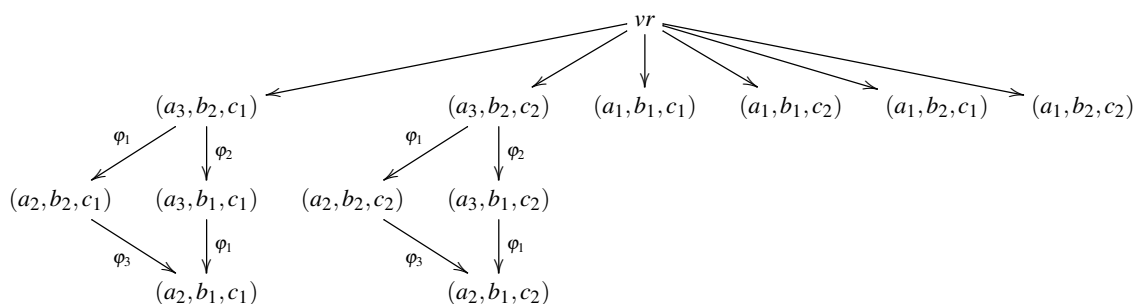 vr
(a₃,b₂,c₁) (a₃,b₂,c₂) (a₁,b₁,c₁) (a₁,b₁,c₂) (a₁,b₂,c₁) (a₁,b₂,c₂)
φ₁ φ₂ φ₁ φ₂
(a₂,b₂,c₁) (a₃,b₁,c₁) (a₂,b₂,c₂) (a₃,b₁,c₂)
φ₃ φ₁ φ₃ φ₁
(a₂,b₁,c₁) (a₂,b₁,c₂)